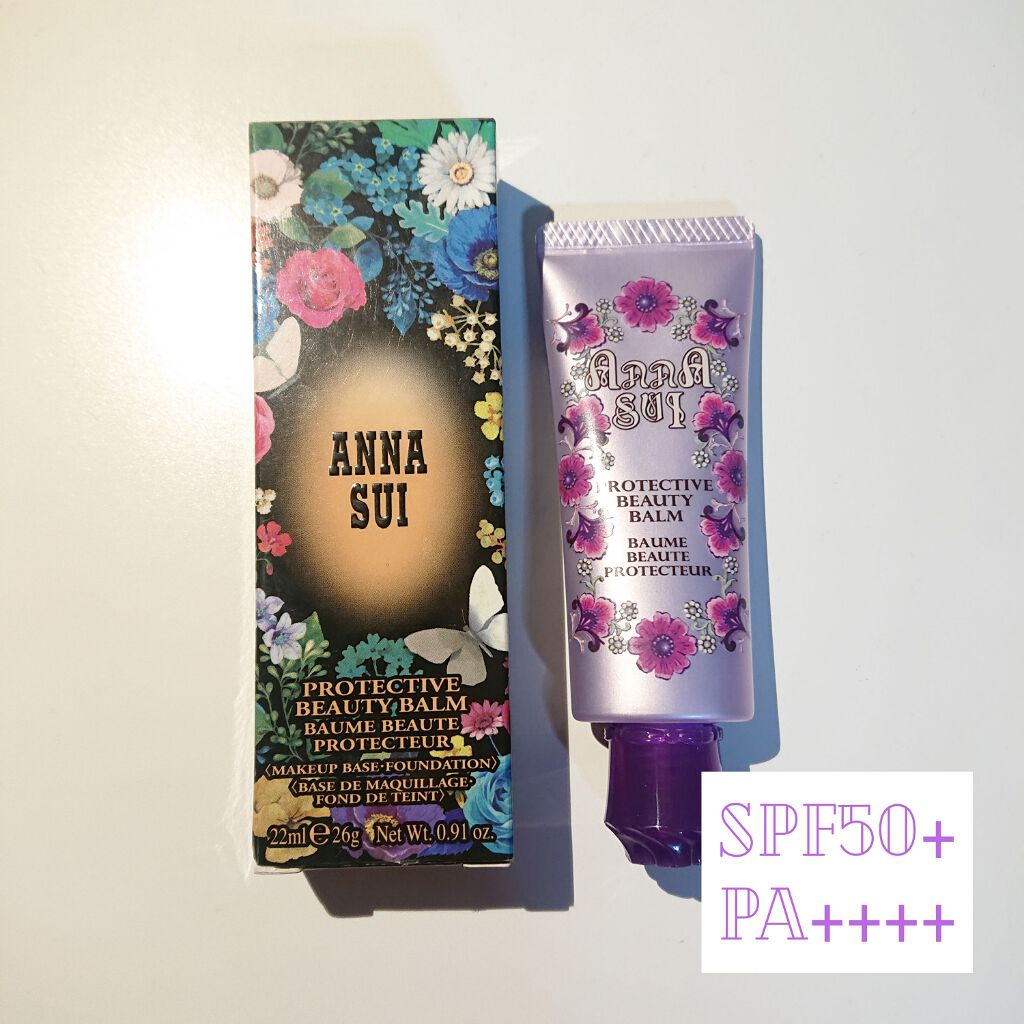 ANNA
SUI
PROTECTIVE
BEAUTY BALM
BAUME BEAUTE
PROTECTEUR
〈MAKEUP BASE·FOUNDATION〉
〈BASE DE MAQUILLAGE·
FOND DE TEINT〉
22ml℮26g Net Wt. 0.91 oz.
ANNA
SUI
PROTECTIVE
BEAUTY
BALM
BAUME
BEAUTE
PROTECTEUR
SPF50+
PA++++